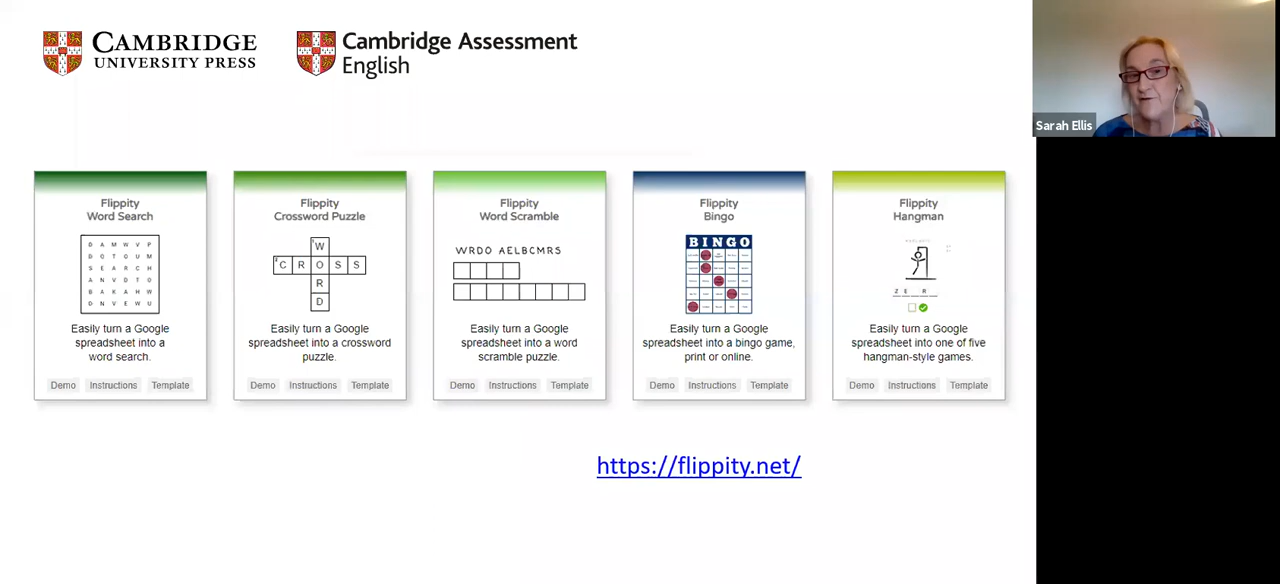 CAMBRIDGE
UNIVERSITY PRESS
Cambridge Assessment
English
Sarah Ellis
Flippity
Word Search
D A M W V P
D O T O U M
S E A R C H
A N V D T O
B A K A H W
D N V E W U
Easily turn a Google
spreadsheet into a
word search.
Demo Instructions Template
Flippity
Crossword Puzzle
W
C R O S S
R
D
Easily turn a Google
spreadsheet into a crossword
puzzle.
Demo Instructions Template
Flippity
Word Scramble
WRDO AELBCMRS
Easily turn a Google
spreadsheet into a word
scramble puzzle.
Demo Instructions Template
Flippity
Bingo
BINGO
Easily turn a Google
spreadsheet into a bingo game,
print or online.
Demo Instructions Template
Flippity
Hangman
Z E R
Easily turn a Google
spreadsheet into one of five
hangman-style games.
Demo Instructions Template
https://flippity.net/